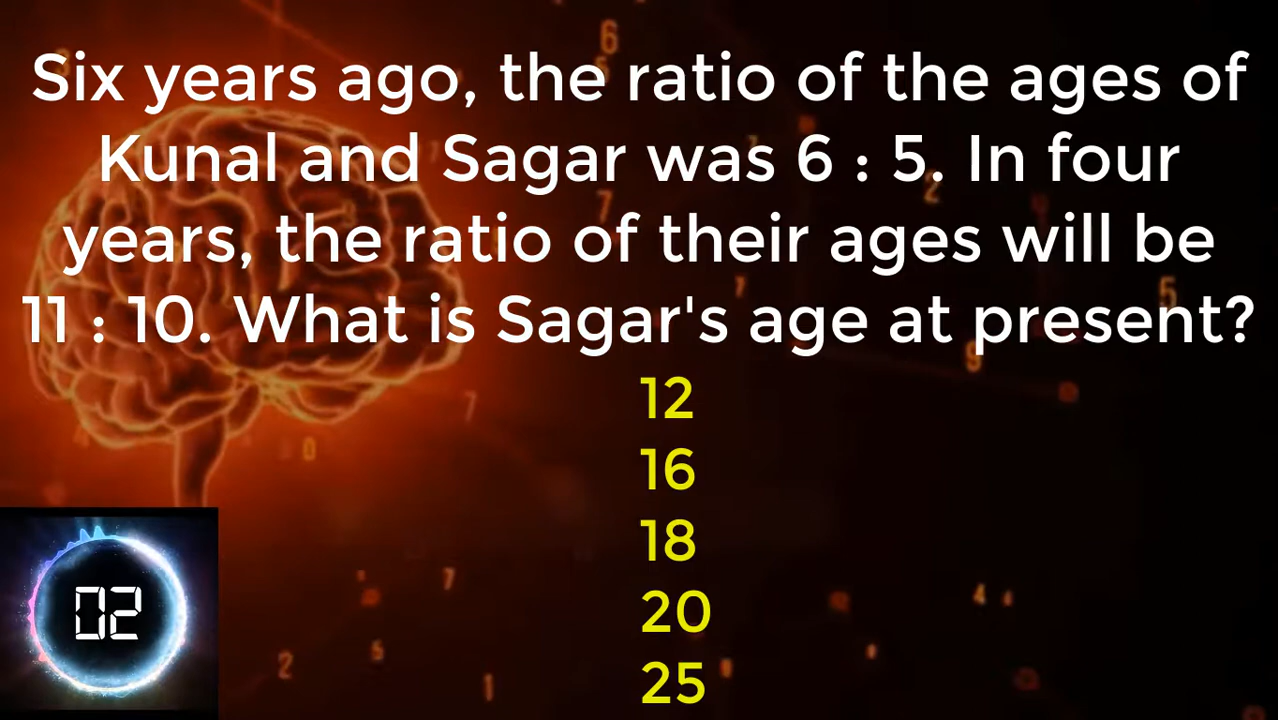 Six years ago, the ratio of the ages of
Kunal and Sagar was 6 : 5. In four
years, the ratio of their ages will be
11 : 10. What is Sagar's age at present?
12
16
18
20
25
02